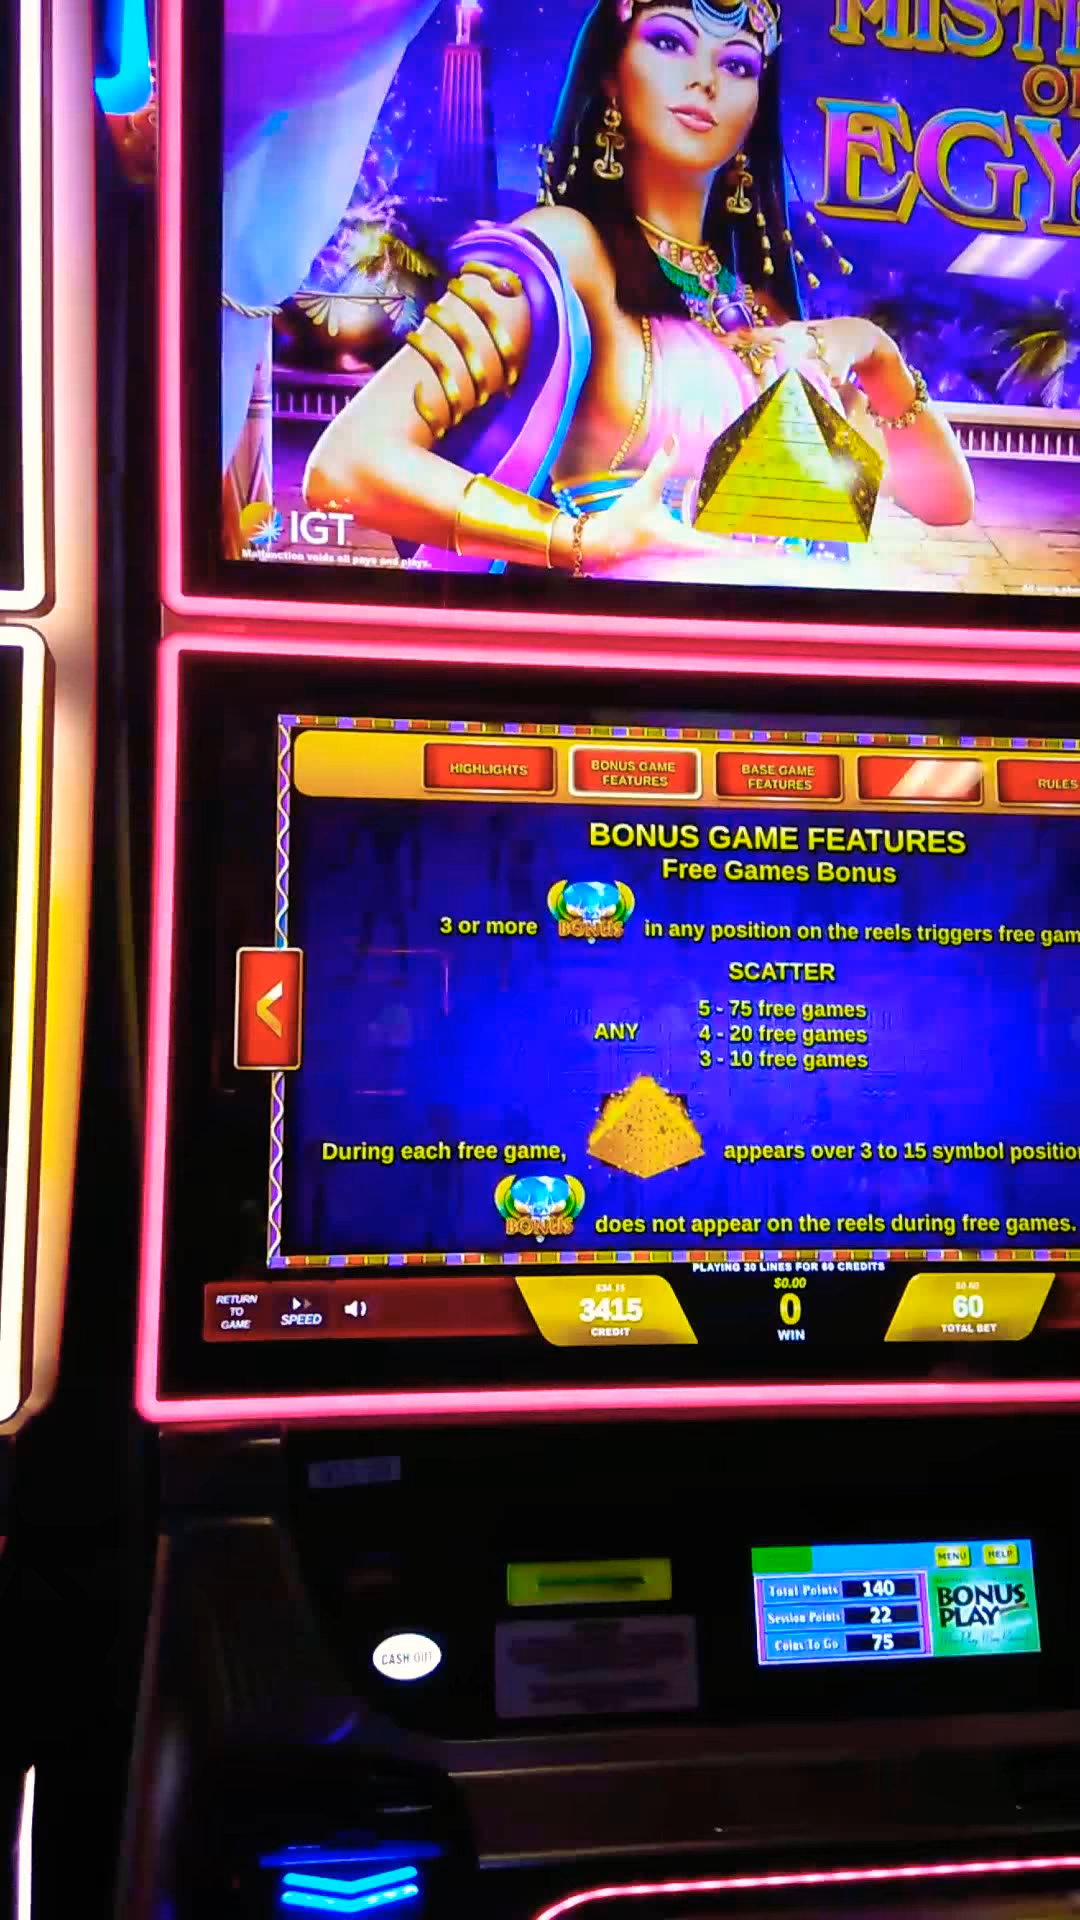 MIST
OF
EGY
IGT
Malfunction voids all pays and plays.
HIGHLIGHTS
BONUS GAME FEATURES
BASE GAME FEATURES
RULES
BONUS GAME FEATURES
Free Games Bonus
3 or more BONUS in any position on the reels triggers free gam
SCATTER
ANY
5 - 75 free games
4 - 20 free games
3 - 10 free games
During each free game, appears over 3 to 15 symbol positio
BONUS does not appear on the reels during free games.
PLAYING 30 LINES FOR 60 CREDITS
RETURN TO GAME
SPEED
$34.15
3415
CREDIT
$0.00
0
WIN
$0.60
60
TOTAL BET
CASH OUT
MENU
HELP
Total Points 140
Session Points 22
Coins To Go 75
BONUS
PLAY